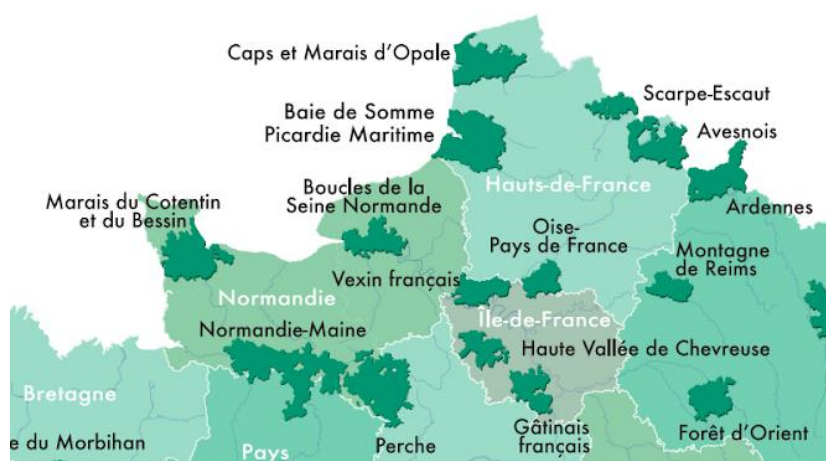 Caps et Marais d'Opale
Scarpe-Escaut
Baie de Somme
Picardie Maritime
Avesnois
Marais du Cotentin
et du Bessin
Boucles de la
Seine Normande
Hauts-de-France
Ardennes
Oise-
Pays de France
Montagne
de Reims
Vexin français
Normandie
Île-de-France
Normandie-Maine
Haute Vallée de Chevreuse
Bretagne
e du Morbihan
Pays
Perche
Gâtinais
français
Forêt d'Orient